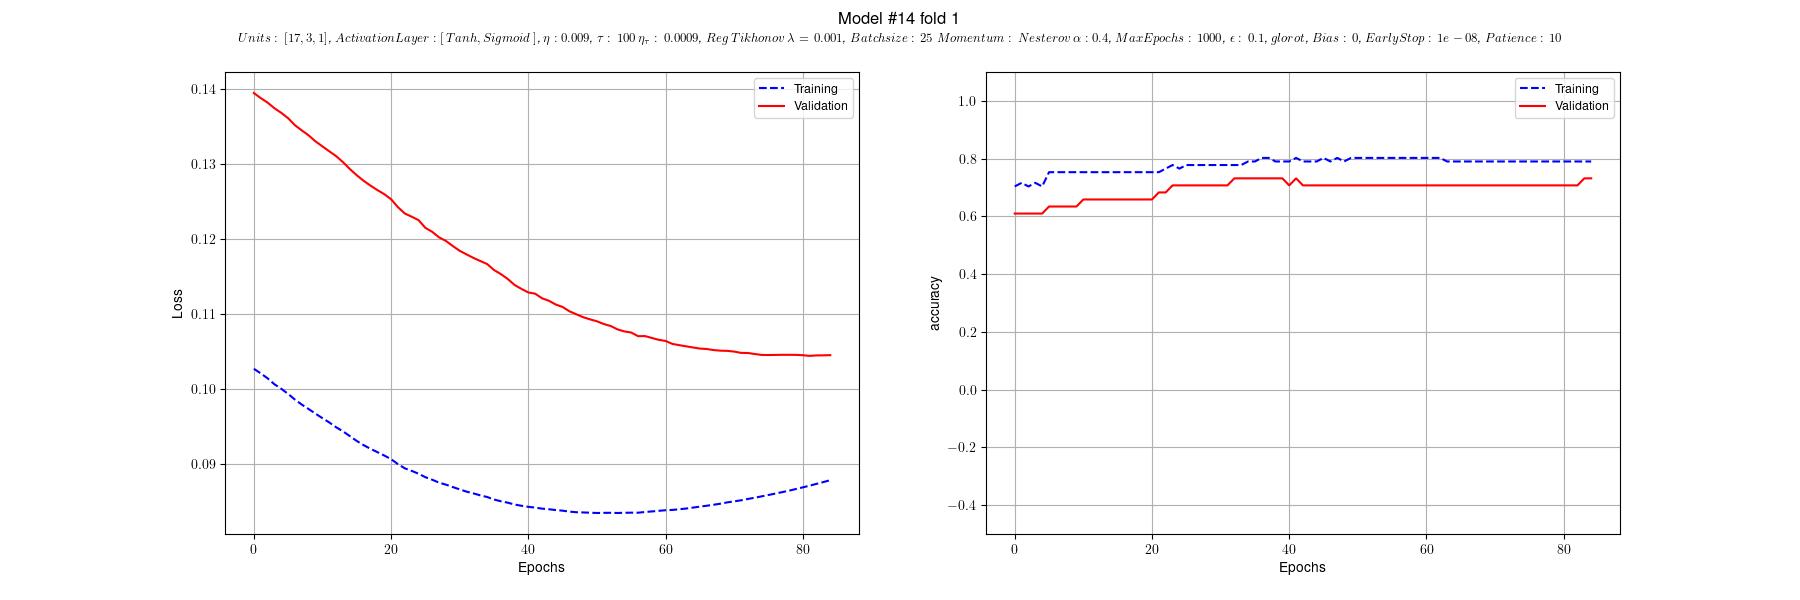 Model #14 fold 1
Units : [17, 3, 1], ActivationLayer : [ Tanh, Sigmoid ], η : 0.009, τ : 100 ητ : 0.0009, Reg Tikhonov λ = 0.001, Batchsize : 25 Momentum : Nesterov α : 0.4, MaxEpochs : 1000, ϵ : 0.1, glorot, Bias : 0, EarlyStop : 1e − 08, Patience : 10
Training
Validation
0.14
0.13
0.12
0.11
0.10
0.09
Loss
0
20
40
60
80
Epochs
Training
Validation
1.0
0.8
0.6
0.4
0.2
0.0
−0.2
−0.4
accuracy
0
20
40
60
80
Epochs